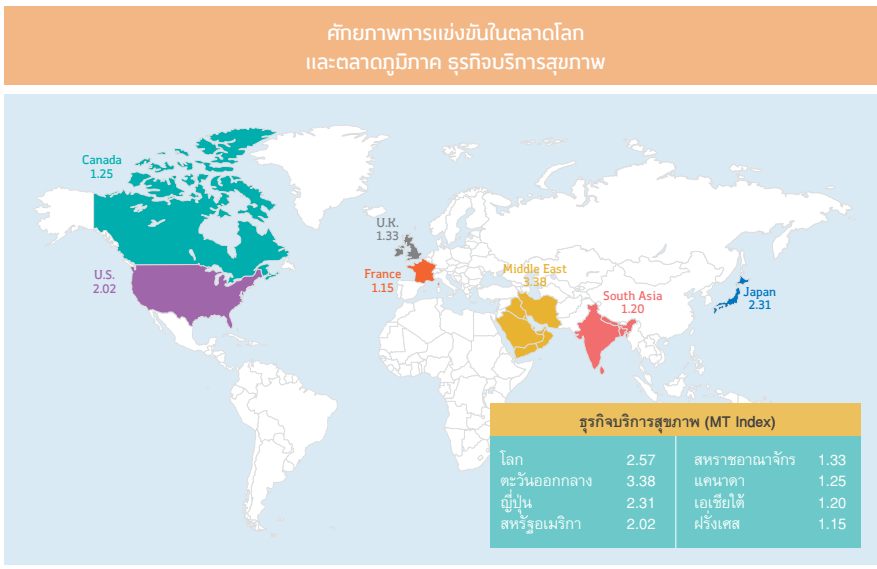 ศักยภาพการแข่งขันในตลาดโลก
และตลาดภูมิภาค ธุรกิจบริการสุขภาพ
Canada
1.25
U.K.
1.33
U.S.
2.02
France
1.15
Middle East
3.38
South Asia
1.20
Japan
2.31
ธุรกิจบริการสุขภาพ (MT Index)
โลก 2.57
ตะวันออกกลาง 3.38
ญี่ปุ่น 2.31
สหรัฐอเมริกา 2.02
สหราชอาณาจักร 1.33
แคนาดา 1.25
เอเชียใต้ 1.20
ฝรั่งเศส 1.15